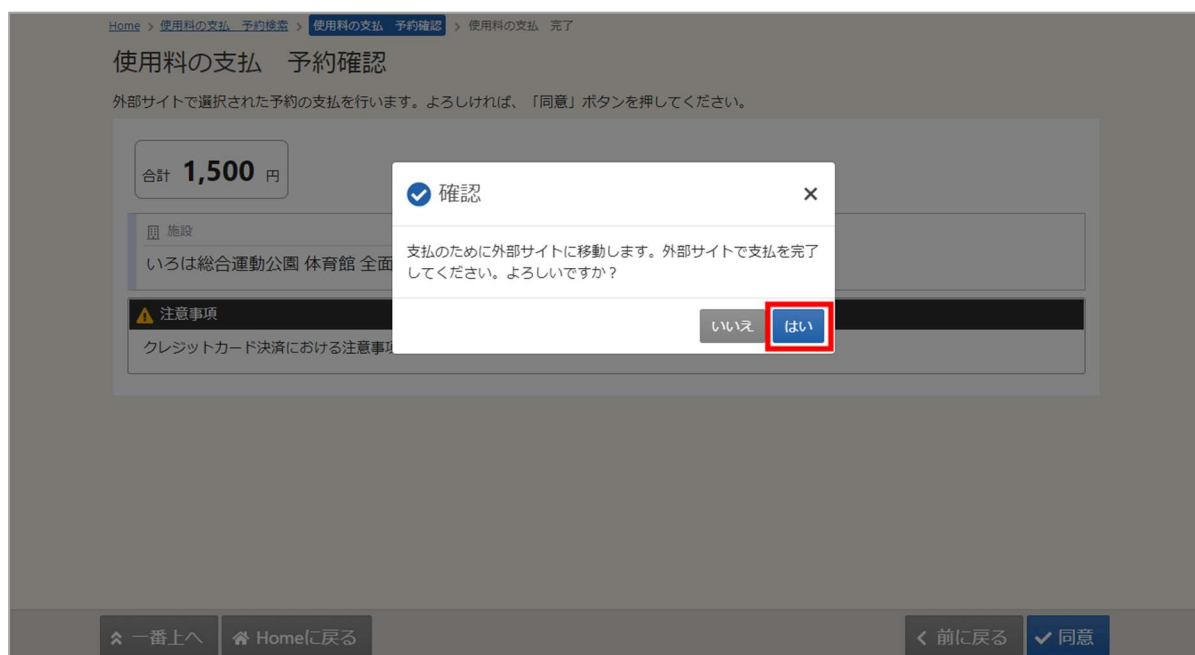 Home > 使用料の支払 予約検索 > 使用料の支払 予約確認 > 使用料の支払 完了
使用料の支払 予約確認
外部サイトで選択された予約の支払を行います。よろしければ、「同意」ボタンを押してください。
合計 1,500 円
施設
いろは総合運動公園 体育館 全面
注意事項
クレジットカード決済における注意事項
確認 ×
支払のために外部サイトに移動します。外部サイトで支払を完了
してください。よろしいですか?
いいえ はい
一番上へ Homeに戻る 前に戻る 同意